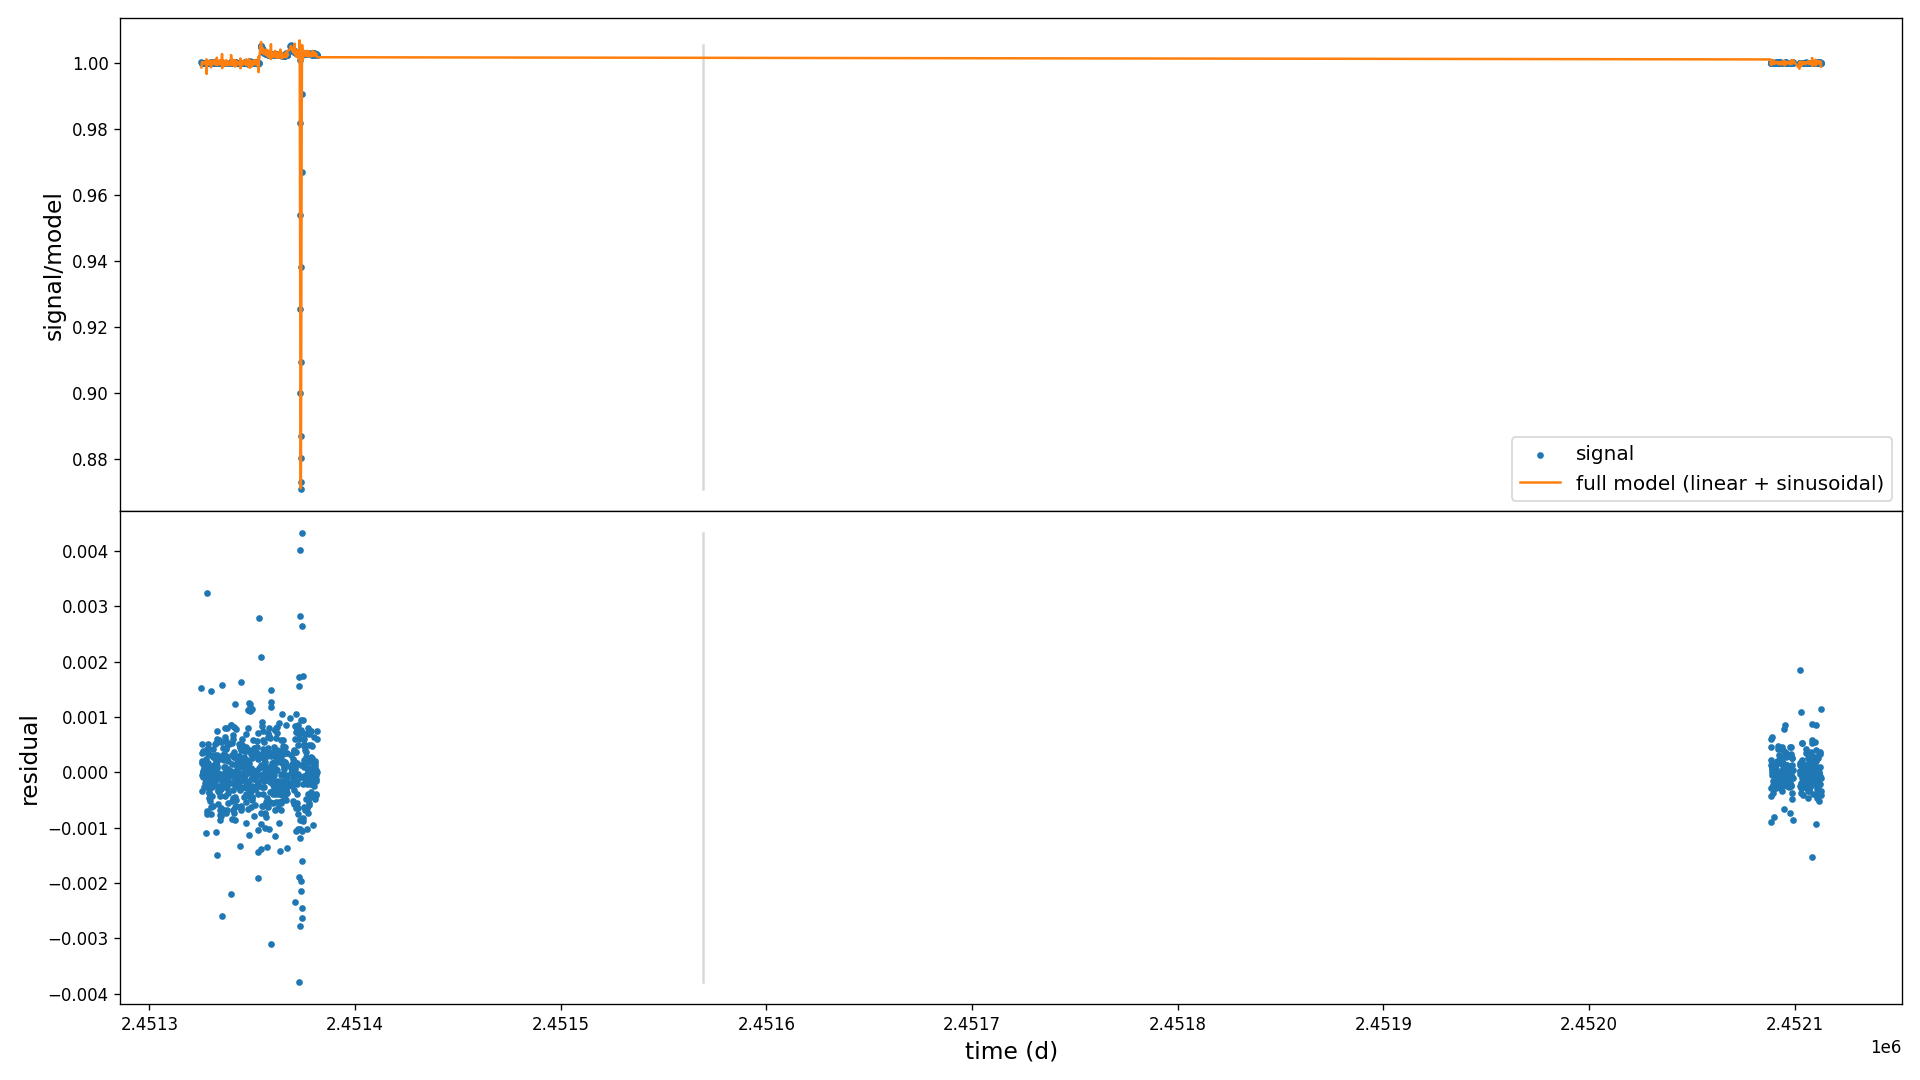 1.00
0.98
0.96
0.94
0.92
0.90
0.88
signal/model
signal
full model (linear + sinusoidal)
0.004
0.003
0.002
0.001
0.000
−0.001
−0.002
−0.003
−0.004
residual
2.4513 2.4514 2.4515 2.4516 2.4517 2.4518 2.4519 2.4520 2.4521
1e6
time (d)